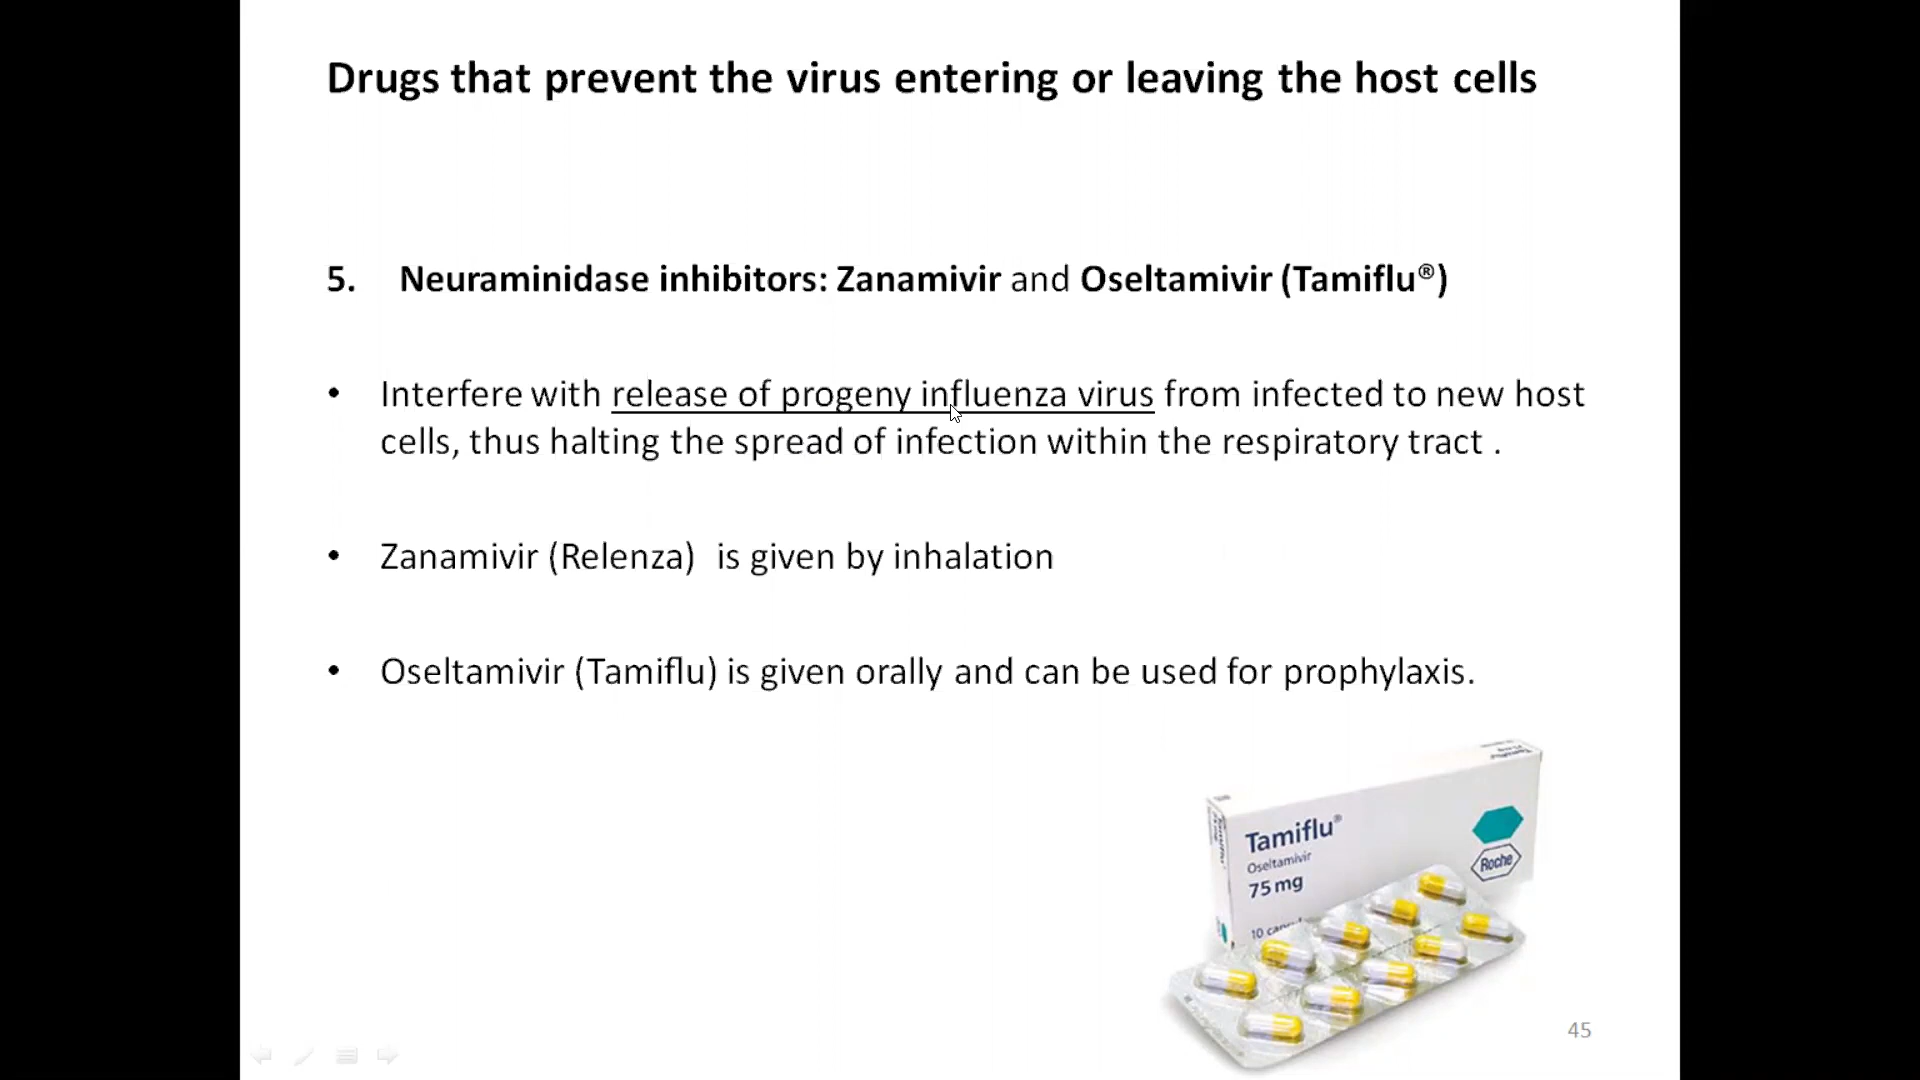 Drugs that prevent the virus entering or leaving the host cells
5. Neuraminidase inhibitors: Zanamivir and Oseltamivir (Tamiflu®)
• Interfere with release of progeny influenza virus from infected to new host
cells, thus halting the spread of infection within the respiratory tract .
• Zanamivir (Relenza) is given by inhalation
• Oseltamivir (Tamiflu) is given orally and can be used for prophylaxis.
Tamiflu
Tamiflu®
Oseltamivir
75 mg
Roche
10
45